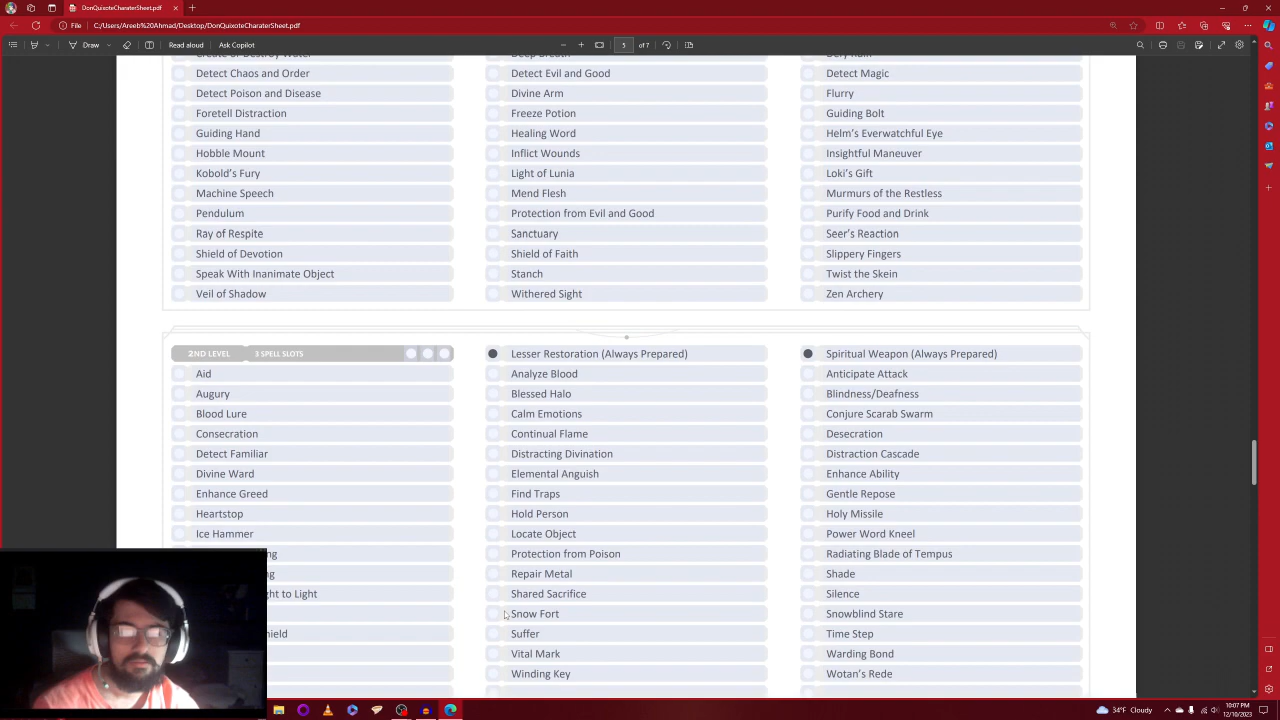 DonQuixoteCharaterSheet.pdf
File C:/Users/Areeb%20Ahmad/Desktop/DonQuixoteCharaterSheet.pdf
Draw Read aloud Ask Copilot 5 of 7
Detect Chaos and Order Detect Evil and Good Detect Magic
Detect Poison and Disease Divine Arm Flurry
Foretell Distraction Freeze Potion Guiding Bolt
Guiding Hand Healing Word Helm's Everwatchful Eye
Hobble Mount Inflict Wounds Insightful Maneuver
Kobold's Fury Light of Lunia Loki's Gift
Machine Speech Mend Flesh Murmurs of the Restless
Pendulum Protection from Evil and Good Purify Food and Drink
Ray of Respite Sanctuary Seer's Reaction
Shield of Devotion Shield of Faith Slippery Fingers
Speak With Inanimate Object Stanch Twist the Skein
Veil of Shadow Withered Sight Zen Archery
2ND LEVEL 3 SPELL SLOTS Lesser Restoration (Always Prepared) Spiritual Weapon (Always Prepared)
Aid Analyze Blood Anticipate Attack
Augury Blessed Halo Blindness/Deafness
Blood Lure Calm Emotions Conjure Scarab Swarm
Consecration Continual Flame Desecration
Detect Familiar Distracting Divination Distraction Cascade
Divine Ward Elemental Anguish Enhance Ability
Enhance Greed Find Traps Gentle Repose
Heartstop Hold Person Holy Missile
Ice Hammer Locate Object Power Word Kneel
ng Protection from Poison Radiating Blade of Tempus
ng Repair Metal Shade
ght to Light Shared Sacrifice Silence
Snow Fort Snowblind Stare
hield Suffer Time Step
Vital Mark Warding Bond
Winding Key Wotan's Rede
34°F Cloudy 10:07 PM
12/10/2023